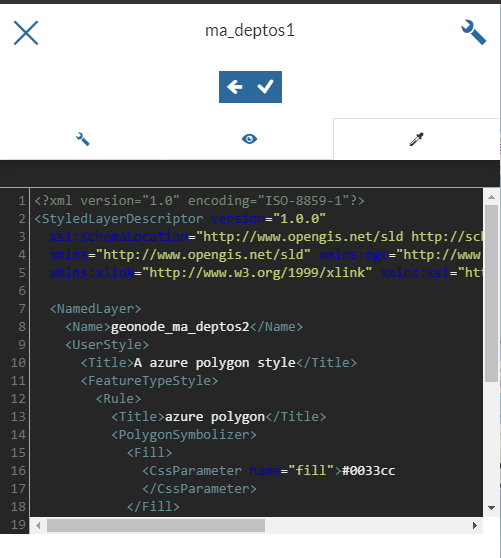 ma_deptos1
1 <?xml version="1.0" encoding="ISO-8859-1"?>
2 <StyledLayerDescriptor version="1.0.0"
3 xsi:schemaLocation="http://www.opengis.net/sld http://sch
4 xmlns="http://www.opengis.net/sld" xmlns:ogc="http://www
5 xmlns:xlink="http://www.w3.org/1999/xlink" xmlns:xsi="htt
6
7 <NamedLayer>
8 <Name>geonode_ma_deptos2</Name>
9 <UserStyle>
10 <Title>A azure polygon style</Title>
11 <FeatureTypeStyle>
12 <Rule>
13 <Title>azure polygon</Title>
14 <PolygonSymbolizer>
15 <Fill>
16 <CssParameter name="fill">#0033cc
17 </CssParameter>
18 </Fill>
19